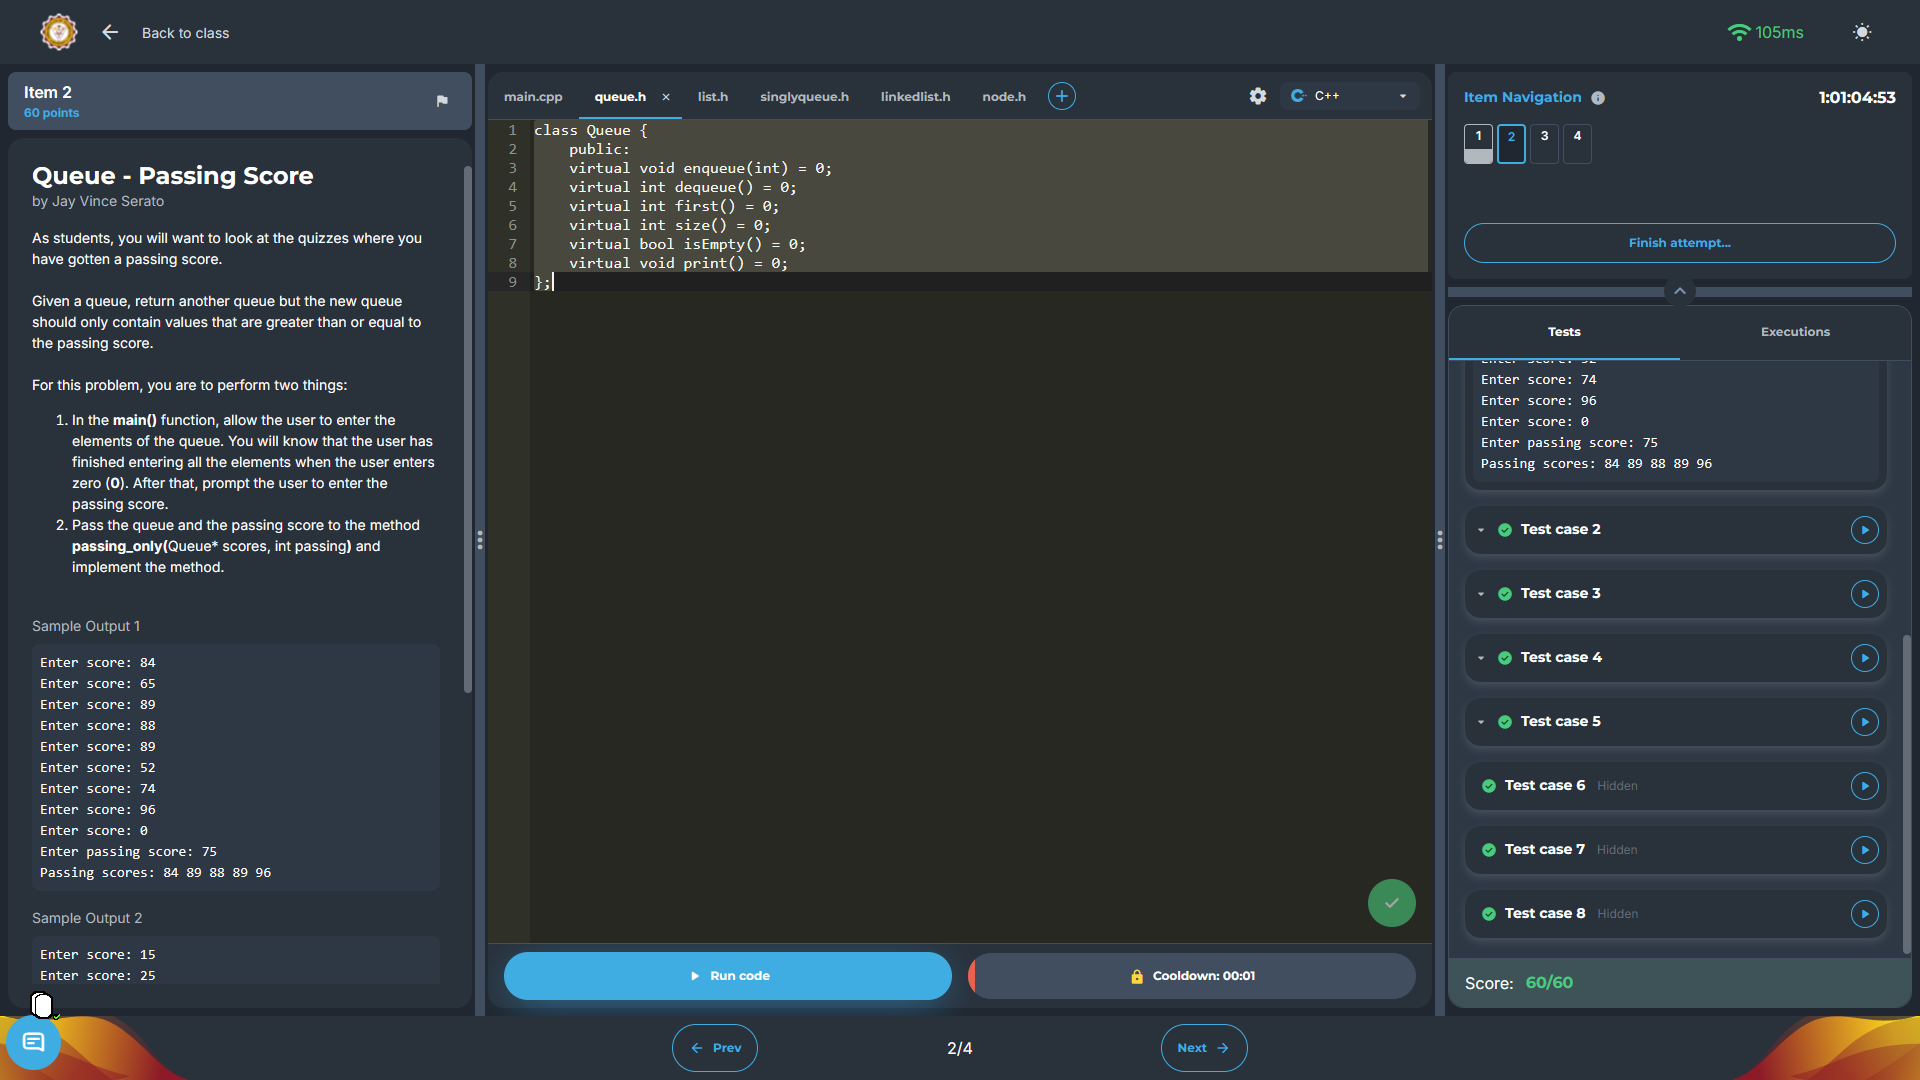 Back to class
105ms
Item 2
60 points
Queue - Passing Score
by Jay Vince Serato
As students, you will want to look at the quizzes where you
have gotten a passing score.
Given a queue, return another queue but the new queue
should only contain values that are greater than or equal to
the passing score.
For this problem, you are to perform two things:
1. In the main() function, allow the user to enter the
elements of the queue. You will know that the user has
finished entering all the elements when the user enters
zero (0). After that, prompt the user to enter the
passing score.
2. Pass the queue and the passing score to the method
passing_only(Queue* scores, int passing) and
implement the method.
Sample Output 1
Enter score: 84
Enter score: 65
Enter score: 89
Enter score: 88
Enter score: 89
Enter score: 52
Enter score: 74
Enter score: 96
Enter score: 0
Enter passing score: 75
Passing scores: 84 89 88 89 96
Sample Output 2
Enter score: 15
Enter score: 25
main.cpp
queue.h
list.h
singlyqueue.h
linkedlist.h
node.h
C++
1 class Queue {
2 public:
3 virtual void enqueue(int) = 0;
4 virtual int dequeue() = 0;
5 virtual int first() = 0;
6 virtual int size() = 0;
7 virtual bool isEmpty() = 0;
8 virtual void print() = 0;
9 };
Run code
Cooldown: 00:01
Prev
2/4
Next
Item Navigation
1:01:04:53
1 2 3 4
Finish attempt...
Tests
Executions
Enter score: 52
Enter score: 74
Enter score: 96
Enter score: 0
Enter passing score: 75
Passing scores: 84 89 88 89 96
Test case 2
Test case 3
Test case 4
Test case 5
Test case 6 Hidden
Test case 7 Hidden
Test case 8 Hidden
Score: 60/60